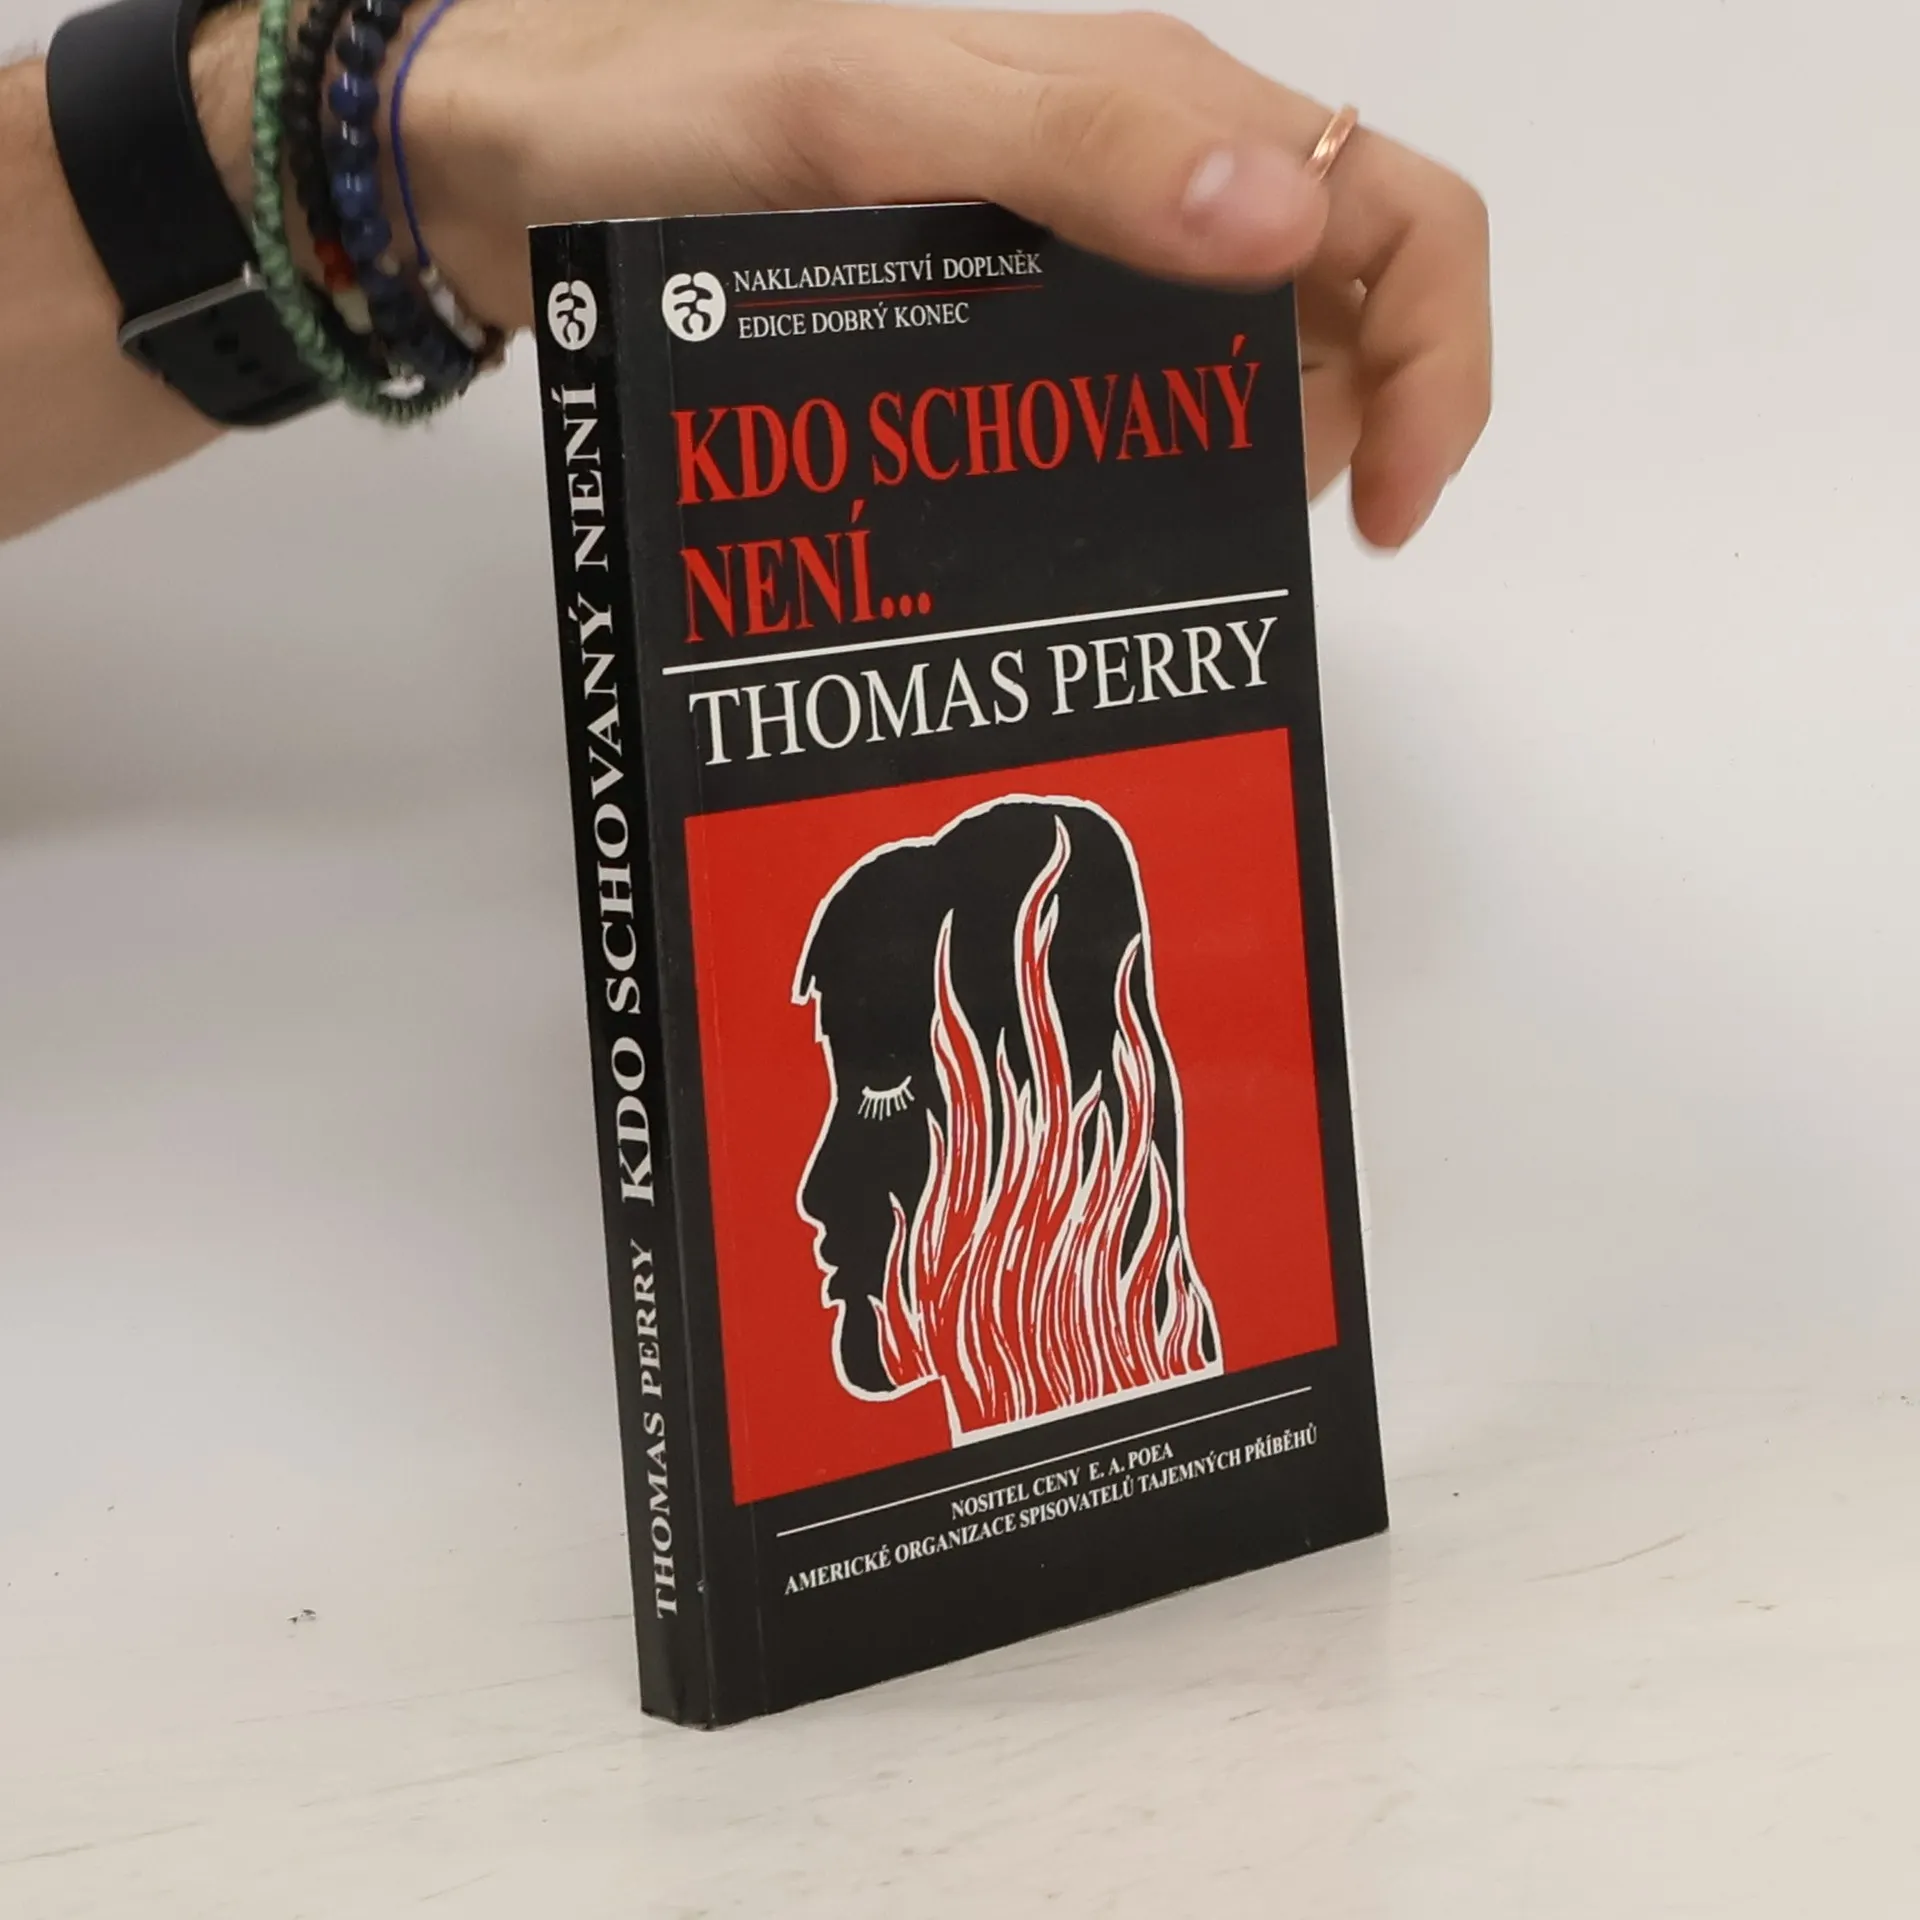 NAKLADATELSTVÍ DOPLNĚK
EDICE DOBRÝ KONEC
KDO SCHOVANÝ
NENÍ...
THOMAS PERRY
NOSITEL CENY E. A. POEA
AMERICKÉ ORGANIZACE SPISOVATELŮ TAJEMNÝCH PŘÍBĚHŮ
THOMAS PERRY KDO SCHOVANÝ NENÍ